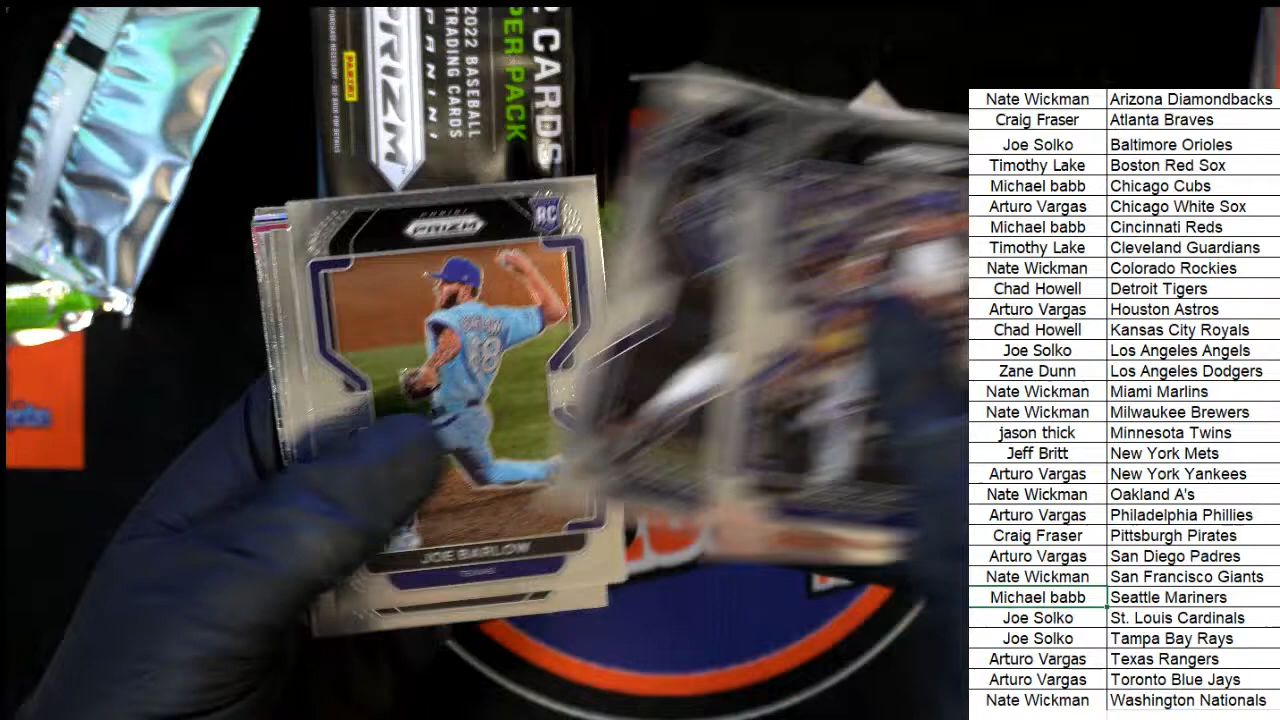 CARDS
PER PACK
2022 BASEBALL
TRADING CARDS
PANINI
PRIZM
PANINI
PANINI
PRIZM
RC
68
JOE BARLOW
TEXAS
Nate Wickman Arizona Diamondbacks
Craig Fraser Atlanta Braves
Joe Solko Baltimore Orioles
Timothy Lake Boston Red Sox
Michael babb Chicago Cubs
Arturo Vargas Chicago White Sox
Michael babb Cincinnati Reds
Timothy Lake Cleveland Guardians
Nate Wickman Colorado Rockies
Chad Howell Detroit Tigers
Arturo Vargas Houston Astros
Chad Howell Kansas City Royals
Joe Solko Los Angeles Angels
Zane Dunn Los Angeles Dodgers
Nate Wickman Miami Marlins
Nate Wickman Milwaukee Brewers
jason thick Minnesota Twins
Jeff Britt New York Mets
Arturo Vargas New York Yankees
Nate Wickman Oakland A's
Arturo Vargas Philadelphia Phillies
Craig Fraser Pittsburgh Pirates
Arturo Vargas San Diego Padres
Nate Wickman San Francisco Giants
Michael babb Seattle Mariners
Joe Solko St. Louis Cardinals
Joe Solko Tampa Bay Rays
Arturo Vargas Texas Rangers
Arturo Vargas Toronto Blue Jays
Nate Wickman Washington Nationals